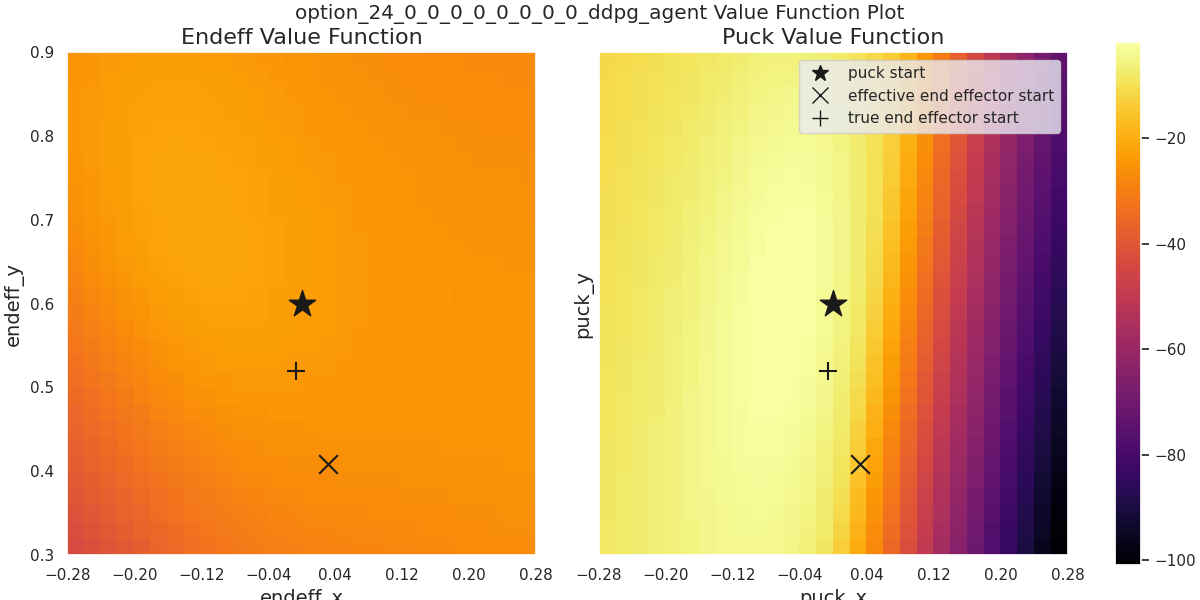 option_24_0_0_0_0_0_0_0_0_ddpg_agent Value Function Plot
Endeff Value Function
Puck Value Function
puck start
effective end effector start
true end effector start
endeff_y
0.9
0.8
0.7
0.6
0.5
0.4
0.3
−0.28 −0.20 −0.12 −0.04 0.04 0.12 0.20 0.28
endeff_x
puck_y
−0.28 −0.20 −0.12 −0.04 0.04 0.12 0.20 0.28
puck_x
−20
−40
−60
−80
−100